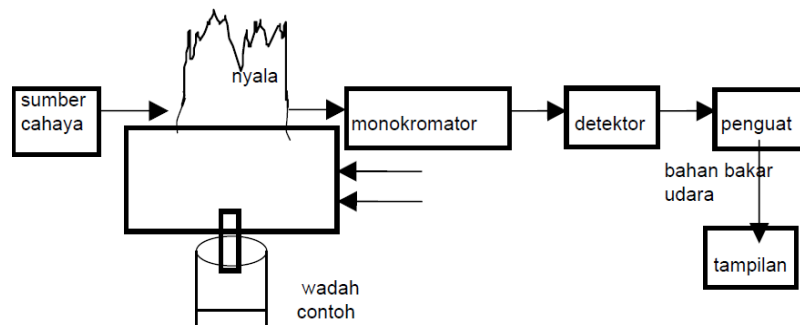 nyala
sumber
cahaya
monokromator
detektor
penguat
bahan bakar
udara
tampilan
wadah
contoh